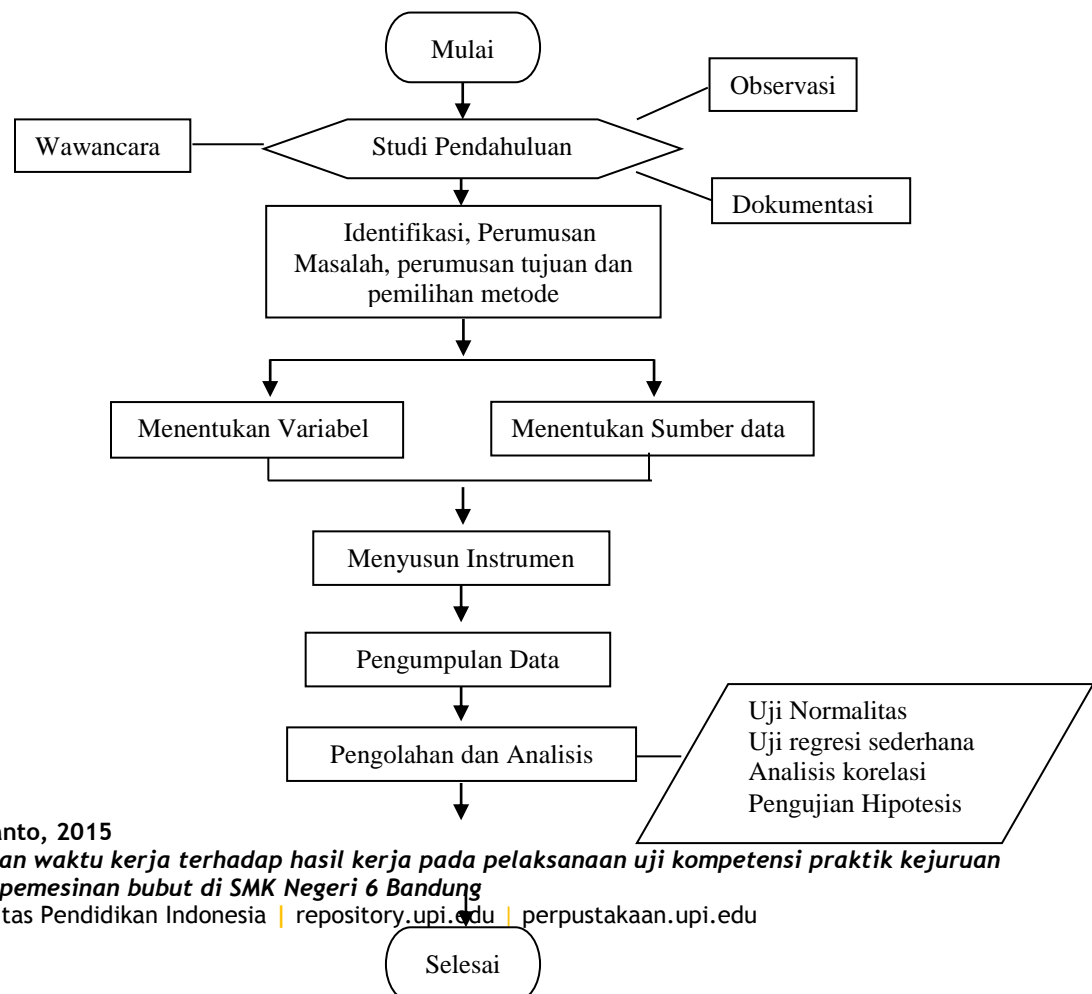 Mulai
Observasi
Wawancara
Studi Pendahuluan
Dokumentasi
Identifikasi, Perumusan
Masalah, perumusan tujuan dan
pemilihan metode
Menentukan Variabel
Menentukan Sumber data
Menyusun Instrumen
Pengumpulan Data
Pengolahan dan Analisis
Uji Normalitas
Uji regresi sederhana
Analisis korelasi
Pengujian Hipotesis
anto, 2015
an waktu kerja terhadap hasil kerja pada pelaksanaan uji kompetensi praktik kejuruan
pemesinan bubut di SMK Negeri 6 Bandung
tas Pendidikan Indonesia | repository.upi.edu | perpustakaan.upi.edu
Selesai